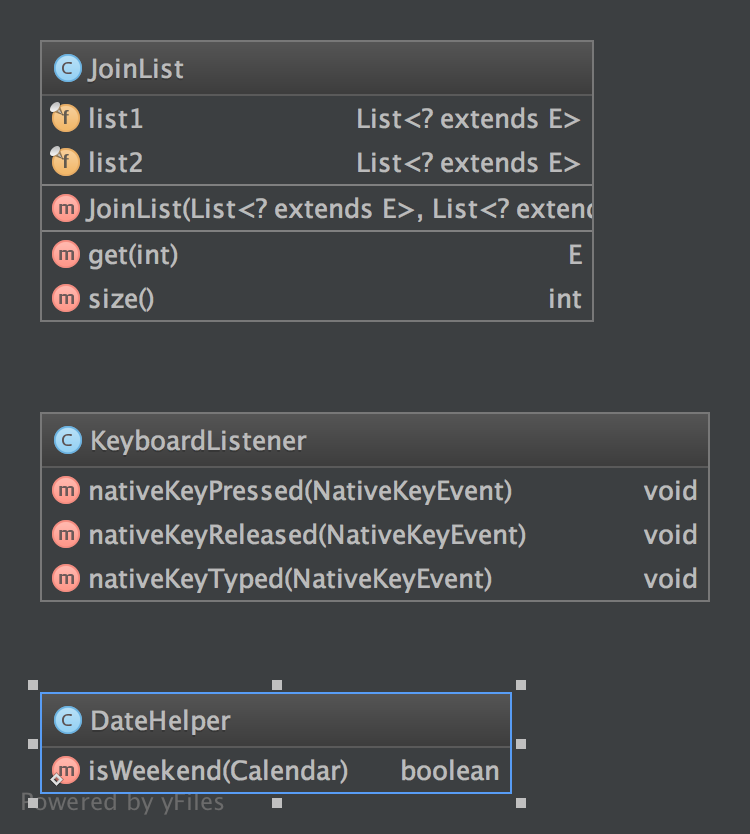 C JoinList
f list1 List<? extends E>
f list2 List<? extends E>
m JoinList(List<? extends E>, List<? exten
m get(int) E
m size() int
C KeyboardListener
m nativeKeyPressed(NativeKeyEvent) void
m nativeKeyReleased(NativeKeyEvent) void
m nativeKeyTyped(NativeKeyEvent) void
C DateHelper
m isWeekend(Calendar) boolean
Powered by yFiles